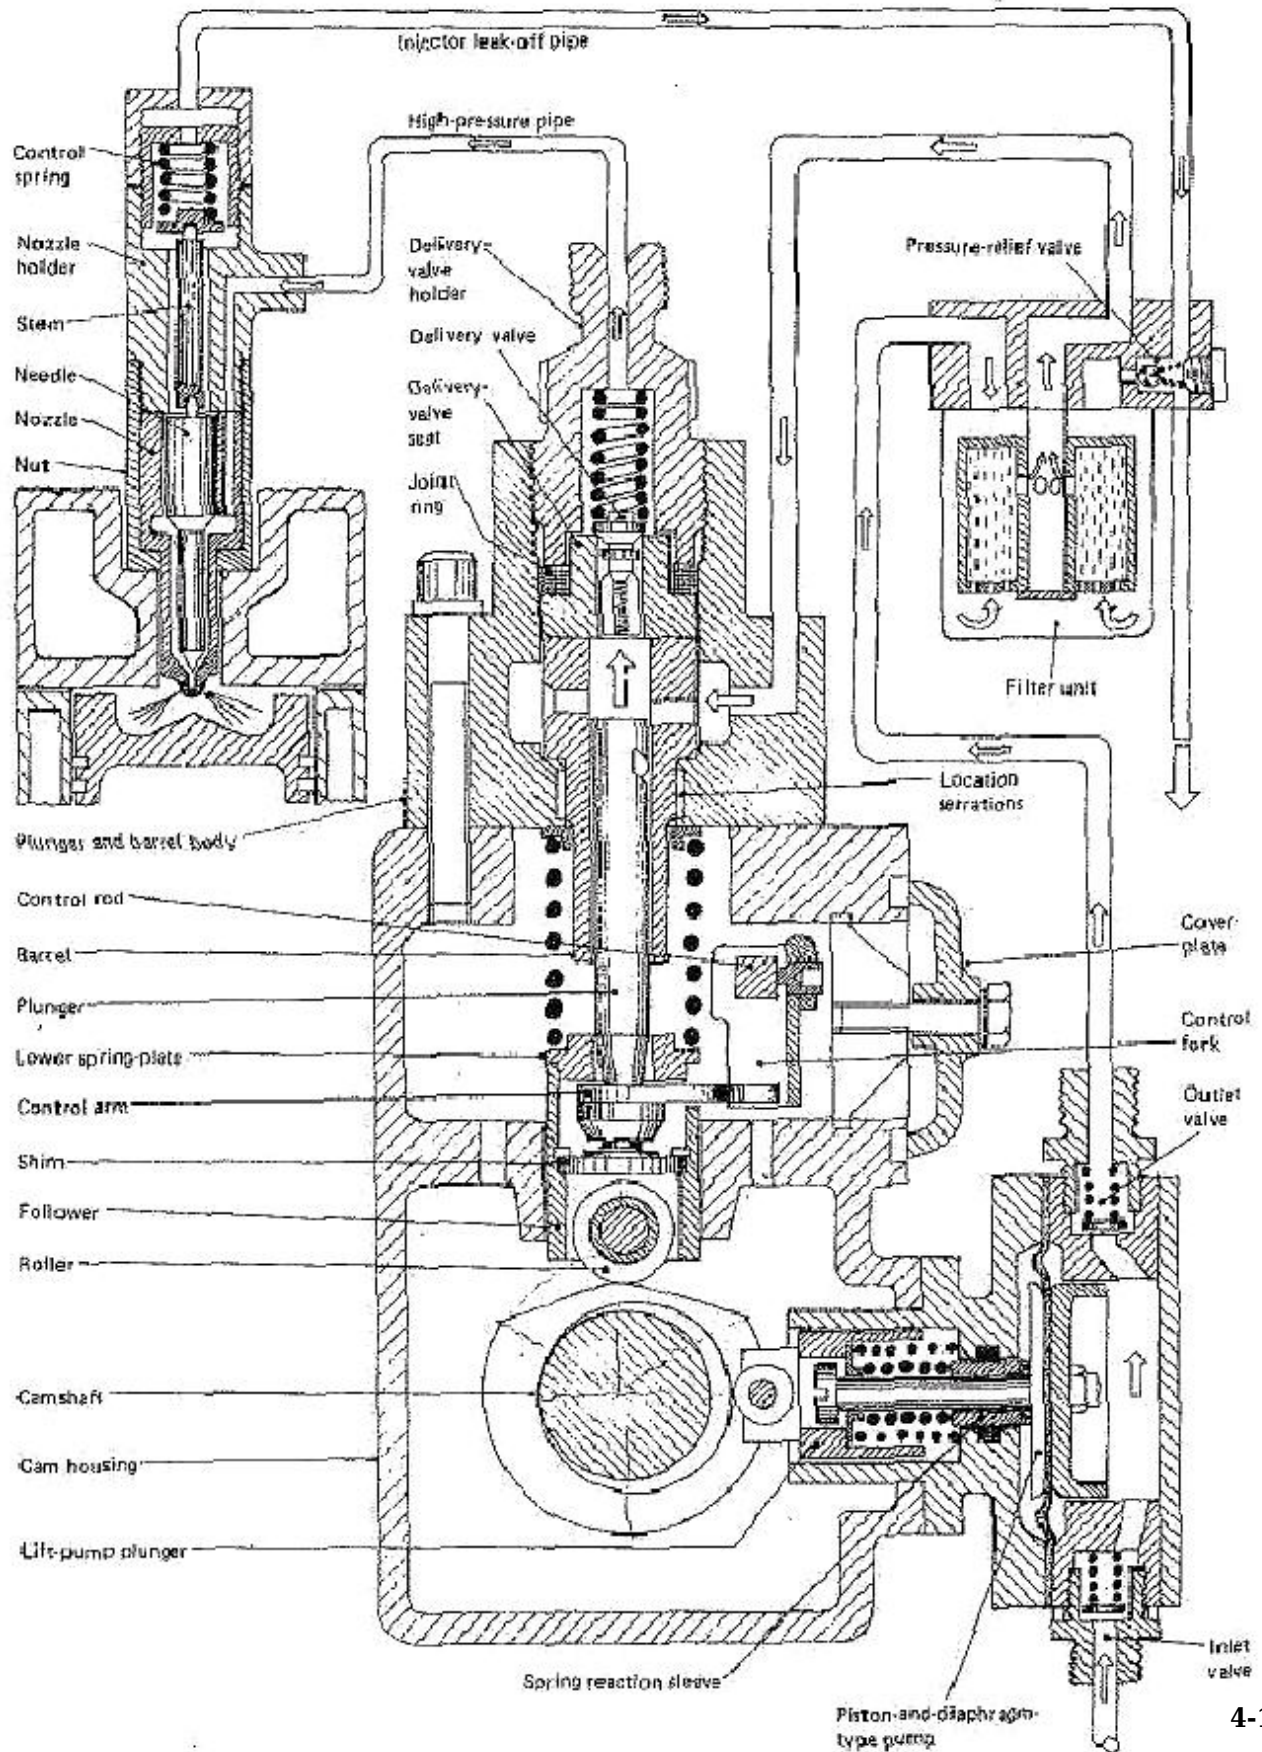 Injector leak-off pipe
High-pressure pipe
Control
spring
Nozzle
holder
Stem
Needle
Nozzle
Nut
Delivery-
valve
holder
Delivery valve
Delivery-
valve
seat
Joint
ring
Pressure-relief valve
Filter unit
Location
serrations
Plunger and barrel body
Control rod
Barrel
Plunger
Lower spring-plate
Control arm
Shim
Follower
Roller
Camshaft
Cam housing
Lift-pump plunger
Cover-
plate
Control
fork
Outlet
valve
Inlet
valve
Spring reaction sleeve
Piston-and-diaphragm-
type pump